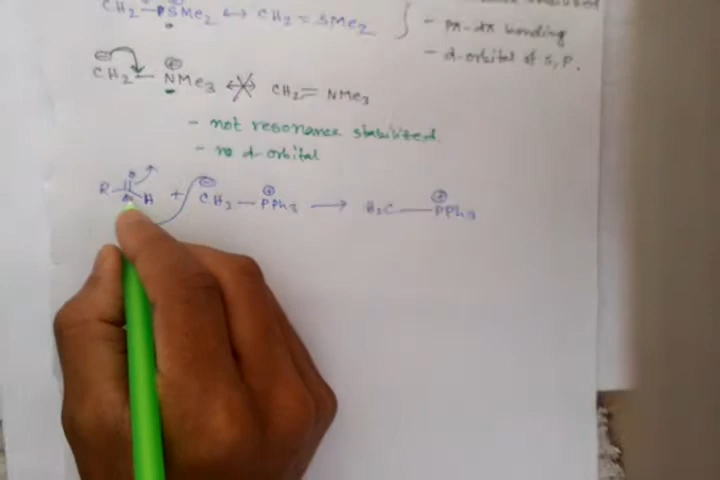 CH₂ — PSMe₂ ↔ CH₂ = SMe₂
- pπ-dπ bonding
- d-orbital of S, P.
⊖CH₂ — ⊕NMe₃ ↔ CH₂ = NMe₃
- not resonance stabilized.
- no d-orbital
R H + ⊖CH₂ — ⊕PPh₃ → H₂C — ⊕PPh₃